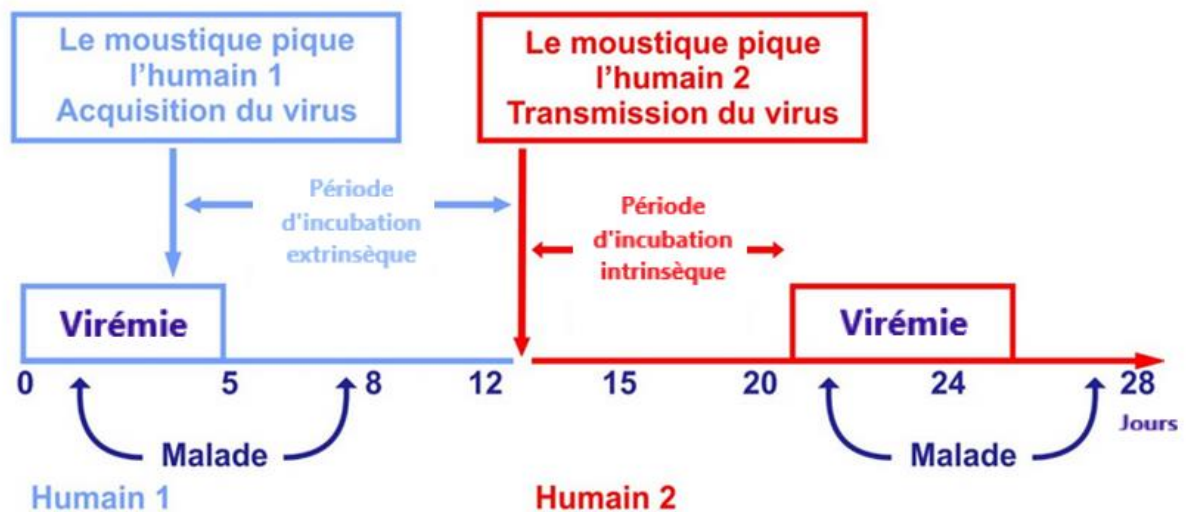 Le moustique pique
l'humain 1
Acquisition du virus
Le moustique pique
l'humain 2
Transmission du virus
Période
d'incubation
extrinsèque
Période
d'incubation
intrinsèque
Virémie
Virémie
0 5 8 12 15 20 24 28
Jours
Malade
Malade
Humain 1
Humain 2